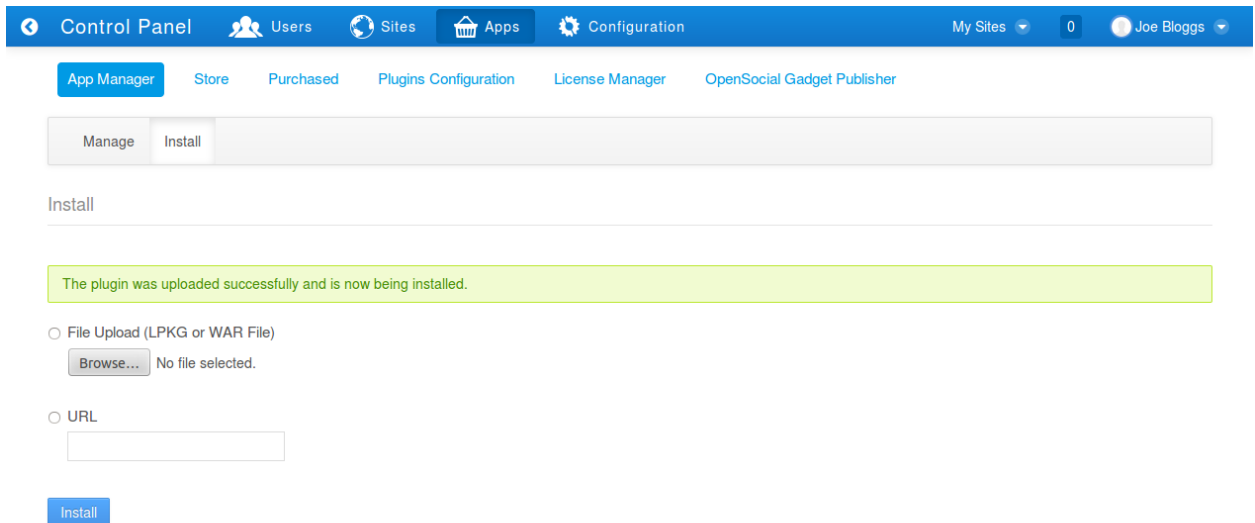 Control Panel Users Sites Apps Configuration My Sites 0 Joe Bloggs
App Manager Store Purchased Plugins Configuration License Manager OpenSocial Gadget Publisher
Manage Install
Install
The plugin was uploaded successfully and is now being installed.
File Upload (LPKG or WAR File)
Browse... No file selected.
URL
Install